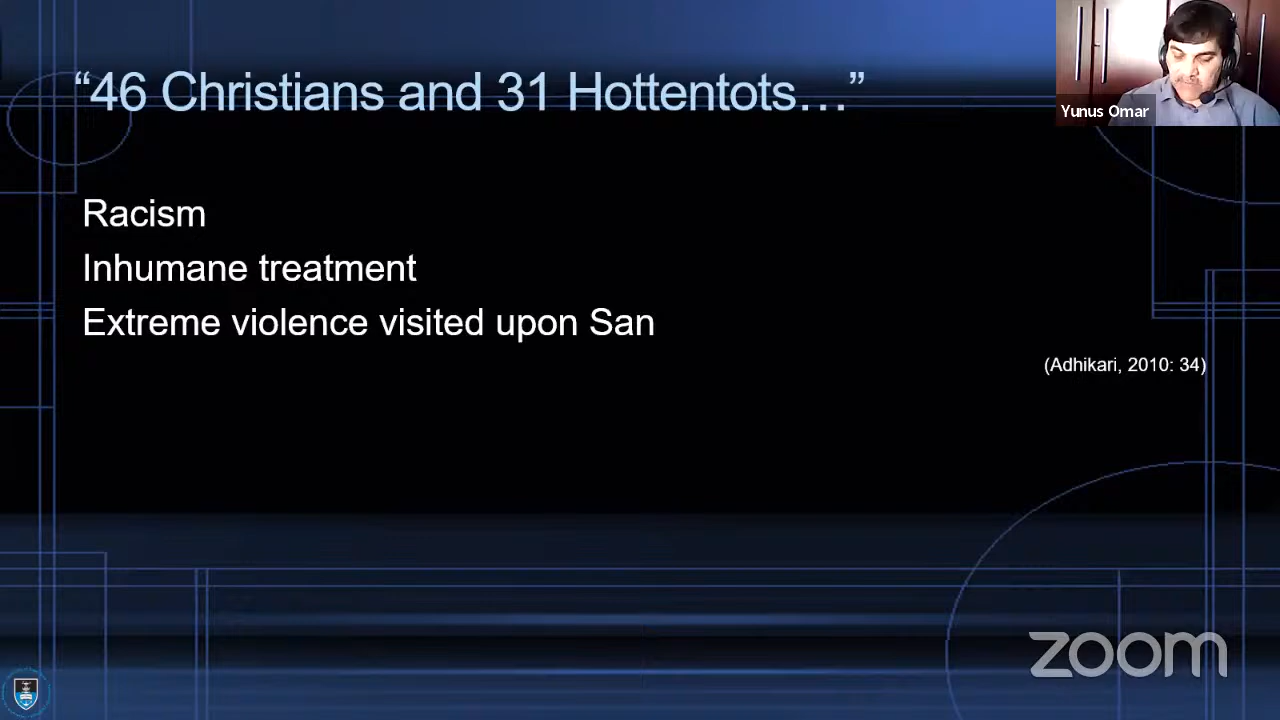 “46 Christians and 31 Hottentots…”
Yunus Omar
Racism
Inhumane treatment
Extreme violence visited upon San
(Adhikari, 2010: 34)
zoom